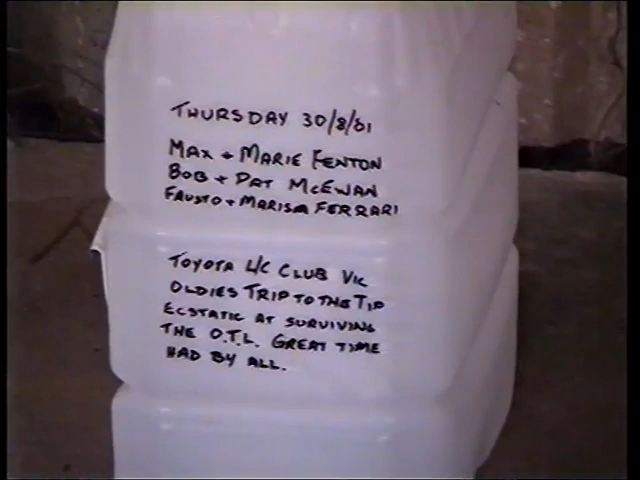 THURSDAY 30/8/01
MAX + MARIE FENTON
BOB + PAT MCEWAN
FAUSTO + MARISA FERRARI
TOYOTA L/C CLUB VIC
OLDIES TRIP TO THE TIP
ECSTATIC AT SURVIVING
THE O.T.L. GREAT TIME
HAD BY ALL.